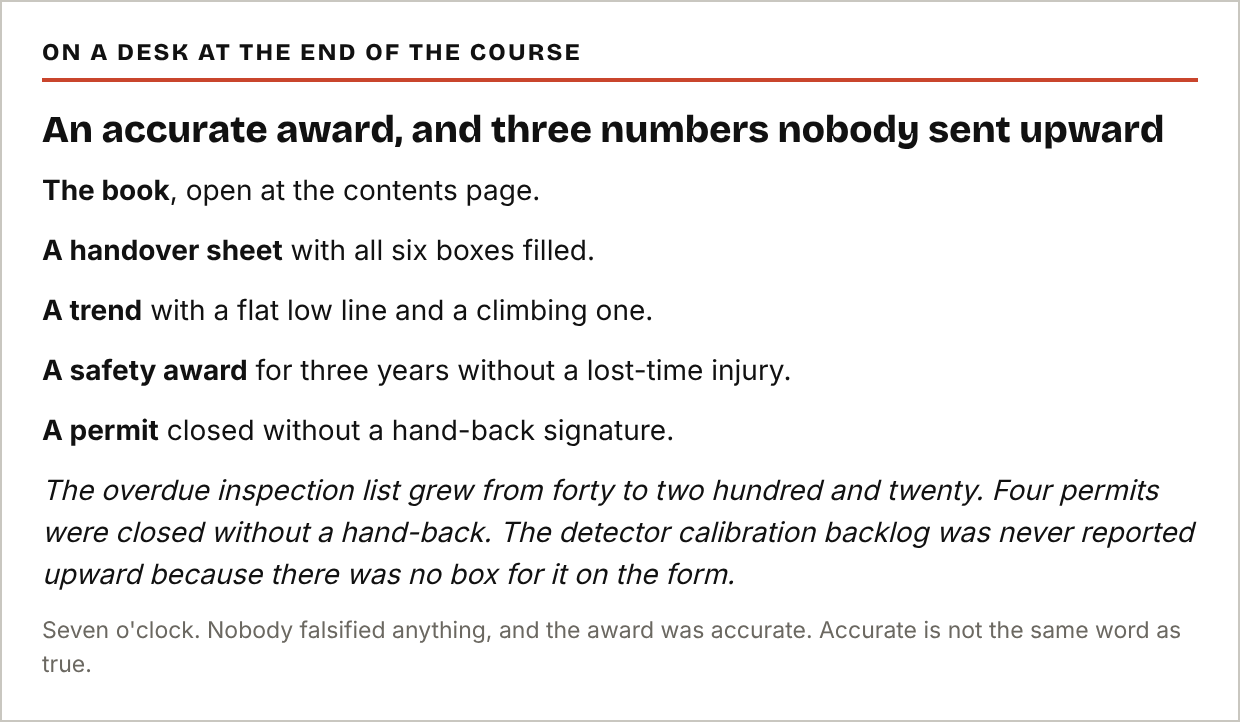 ON A DESK AT THE END OF THE COURSE
An accurate award, and three numbers nobody sent upward
The book, open at the contents page.
A handover sheet with all six boxes filled.
A trend with a flat low line and a climbing one.
A safety award for three years without a lost-time injury.
A permit closed without a hand-back signature.
The overdue inspection list grew from forty to two hundred and twenty. Four permits
were closed without a hand-back. The detector calibration backlog was never reported
upward because there was no box for it on the form.
Seven o'clock. Nobody falsified anything, and the award was accurate. Accurate is not the same word as
true.